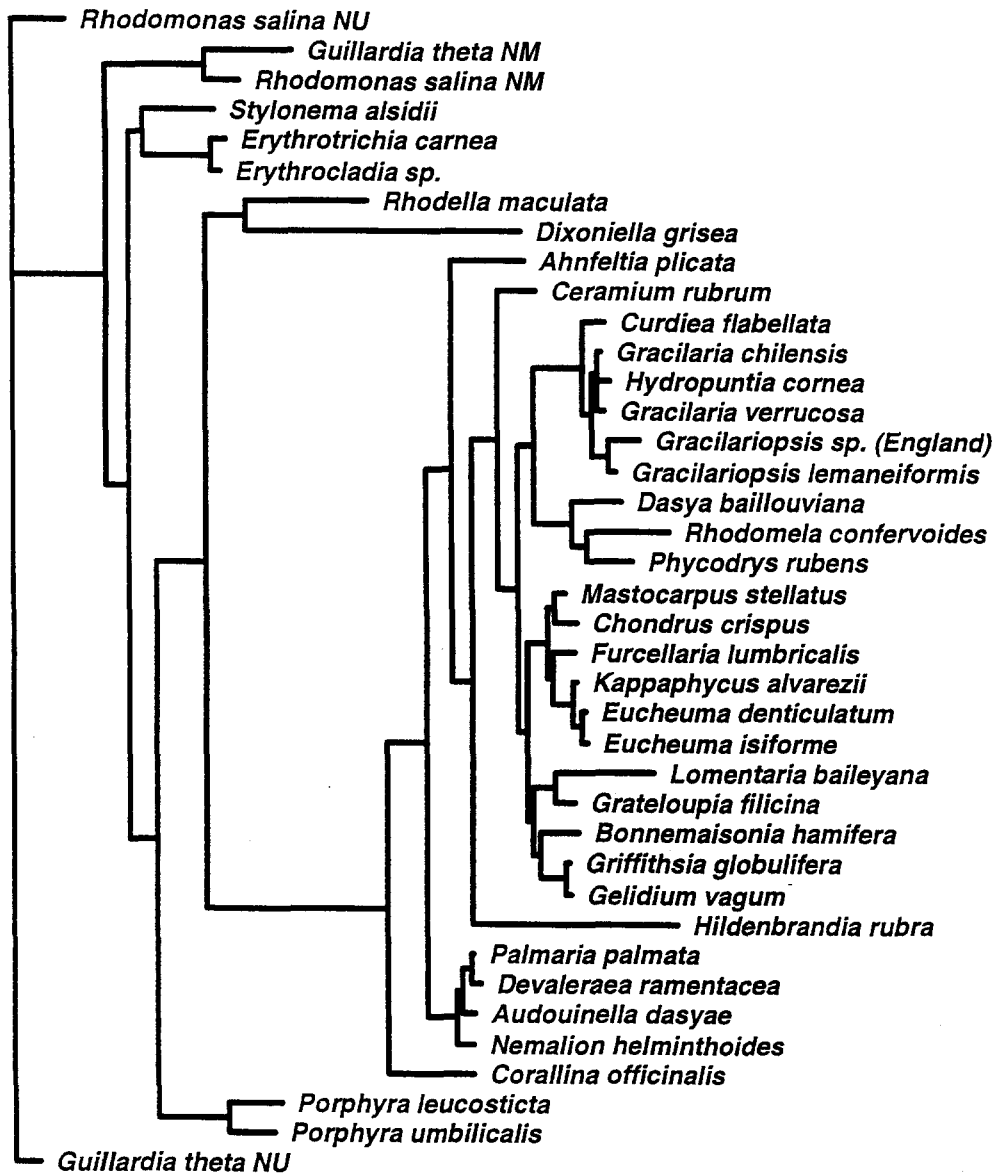 Rhodomonas salina NU
Guillardia theta NM
Rhodomonas salina NM
Stylonema alsidii
Erythrotrichia carnea
Erythrocladia sp.
Rhodella maculata
Dixoniella grisea
Ahnfeltia plicata
Ceramium rubrum
Curdiea flabellata
Gracilaria chilensis
Hydropuntia cornea
Gracilaria verrucosa
Gracilariopsis sp. (England)
Gracilariopsis lemaneiformis
Dasya baillouviana
Rhodomela confervoides
Phycodrys rubens
Mastocarpus stellatus
Chondrus crispus
Furcellaria lumbricalis
Kappaphycus alvarezii
Eucheuma denticulatum
Eucheuma isiforme
Lomentaria baileyana
Grateloupia filicina
Bonnemaisonia hamifera
Griffithsia globulifera
Gelidium vagum
Hildenbrandia rubra
Palmaria palmata
Devaleraea ramentacea
Audouinella dasyae
Nemalion helminthoides
Corallina officinalis
Porphyra leucosticta
Porphyra umbilicalis
Guillardia theta NU